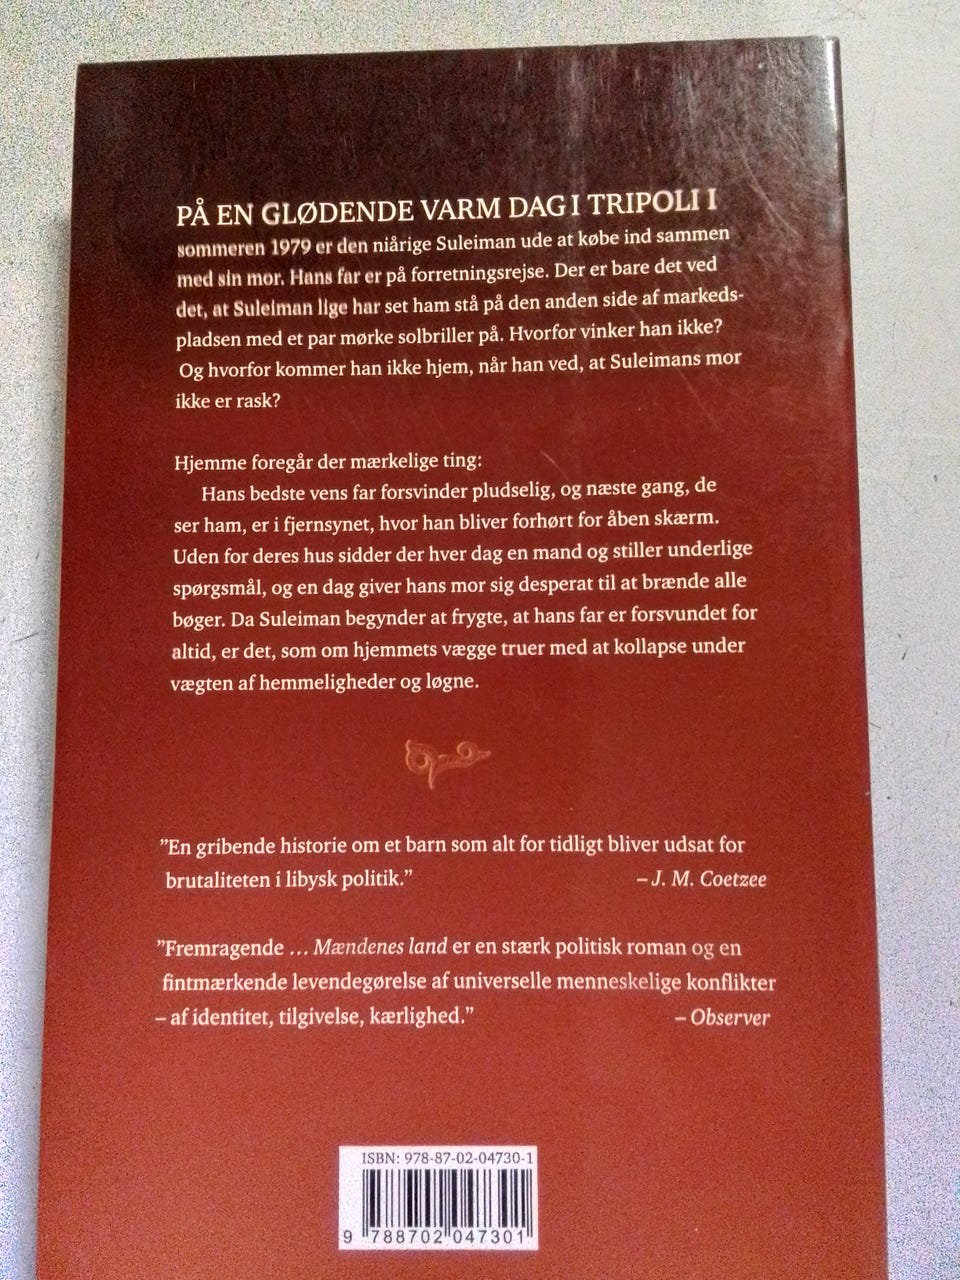 PÅ EN GLØDENDE VARM DAG I TRIPOLI I
sommeren 1979 er den niårige Suleiman ude at købe ind sammen
med sin mor. Hans far er på forretningsrejse. Der er bare det ved
det, at Suleiman lige har set ham stå på den anden side af markeds-
pladsen med et par mørke solbriller på. Hvorfor vinker han ikke?
Og hvorfor kommer han ikke hjem, når han ved, at Suleimans mor
ikke er rask?
Hjemme foregår der mærkelige ting:
Hans bedste vens far forsvinder pludselig, og næste gang, de
ser ham, er i fjernsynet, hvor han bliver forhørt for åben skærm.
Uden for deres hus sidder der hver dag en mand og stiller underlige
spørgsmål, og en dag giver hans mor sig desperat til at brænde alle
bøger. Da Suleiman begynder at frygte, at hans far er forsvundet for
altid, er det, som om hjemmets vægge truer med at kollapse under
vægten af hemmeligheder og løgne.
”En gribende historie om et barn som alt for tidligt bliver udsat for
brutaliteten i libysk politik.” – J. M. Coetzee
”Fremragende … Mændenes land er en stærk politisk roman og en
fintmærkende levendegørelse af universelle menneskelige konflikter
– af identitet, tilgivelse, kærlighed.” – Observer
ISBN: 978-87-02-04730-1
9 788702 047301